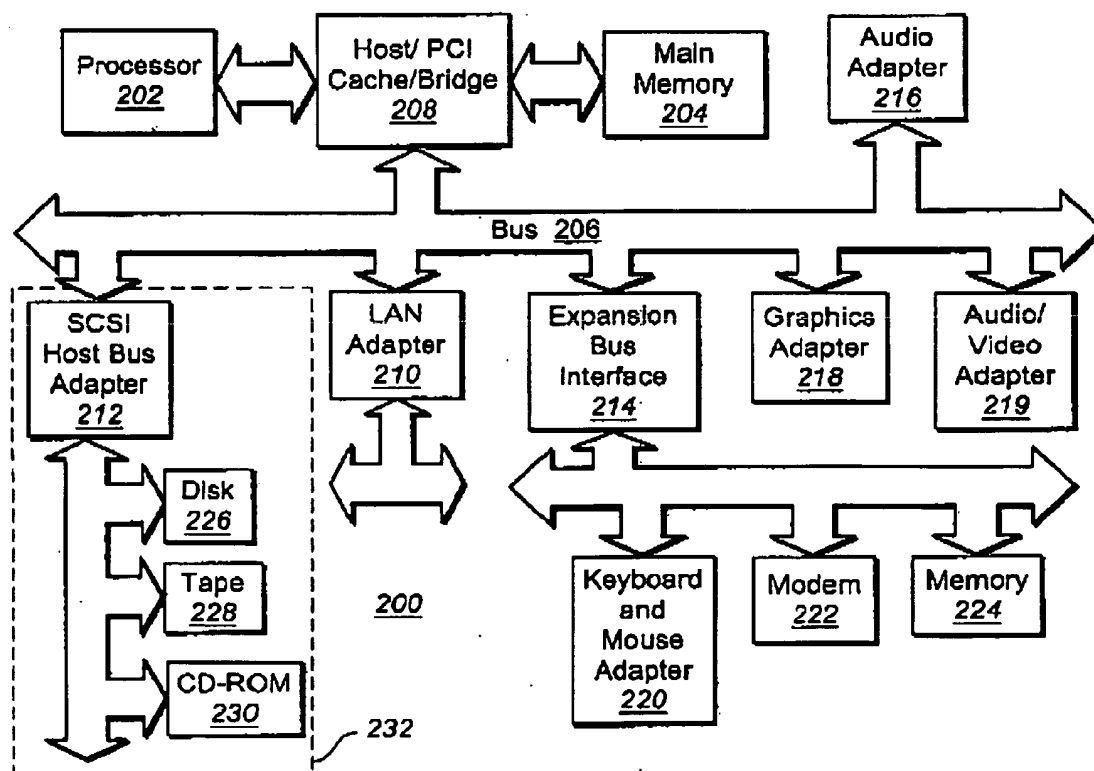 Processor
202
Host/ PCI
Cache/Bridge
208
Main
Memory
204
Audio
Adapter
216
Bus 206
SCSI
Host Bus
Adapter
212
LAN
Adapter
210
Expansion
Bus
Interface
214
Graphics
Adapter
218
Audio/
Video
Adapter
219
Disk
226
Tape
228
CD-ROM
230
232
200
Keyboard
and
Mouse
Adapter
220
Modem
222
Memory
224